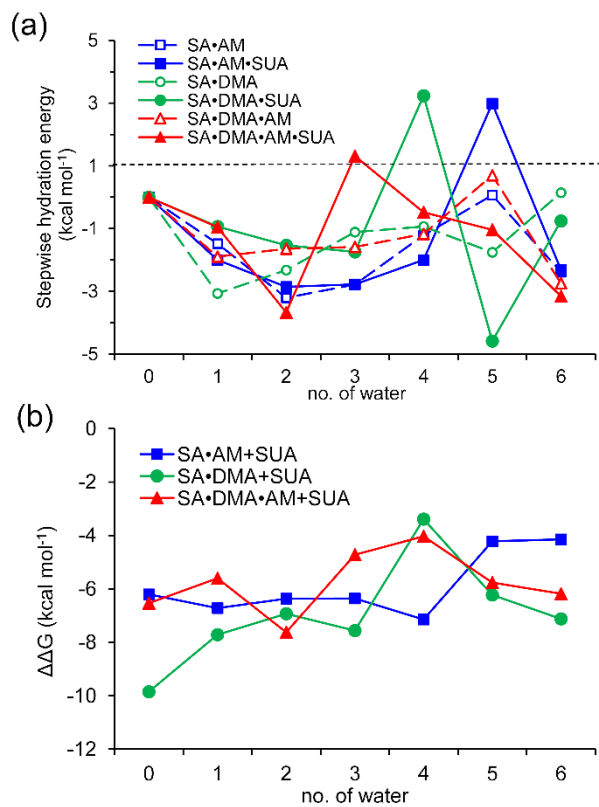 (a)
5
3
1
-1
-3
-5
Stepwise hydration energy
(kcal mol⁻¹)
SA•AM
SA•AM•SUA
SA•DMA
SA•DMA•SUA
SA•DMA•AM
SA•DMA•AM•SUA
0 1 2 3 4 5 6
no. of water
(b)
0
-2
-4
-6
-8
-10
-12
ΔΔG (kcal mol⁻¹)
SA•AM+SUA
SA•DMA+SUA
SA•DMA•AM+SUA
0 1 2 3 4 5 6
no. of water